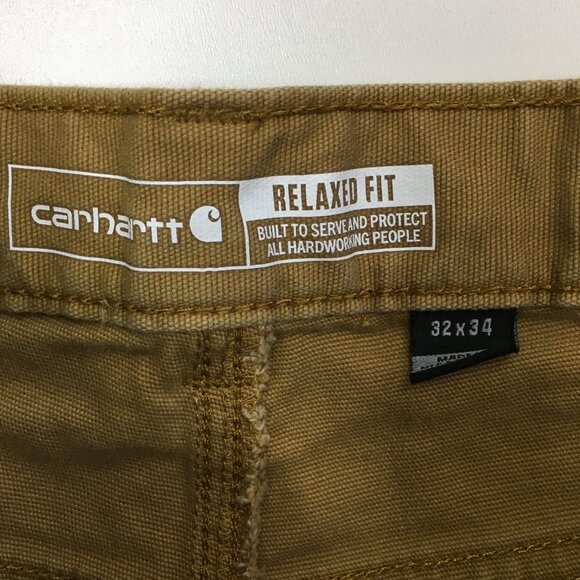 carhartt
RELAXED FIT
BUILT TO SERVE AND PROTECT
ALL HARDWORKING PEOPLE
32 x 34